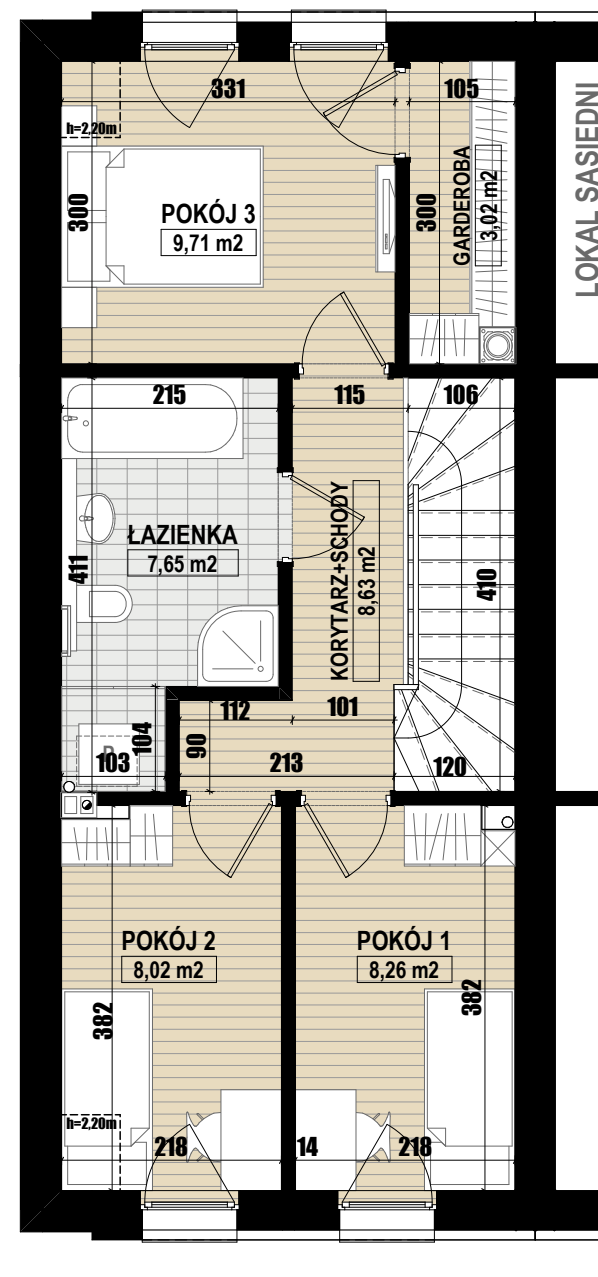 331
105
h=2,20m
LOKAL SASIEDNI
GARDEROBA
3,02 m2
300
300
POKÓJ 3
9,71 m2
215
115
106
ŁAZIENKA
7,65 m2
411
KORYTARZ+SCHODY
8,63 m2
410
112
101
104
90
103
213
120
POKÓJ 2
8,02 m2
POKÓJ 1
8,26 m2
382
382
h=2,20m
218
14
218